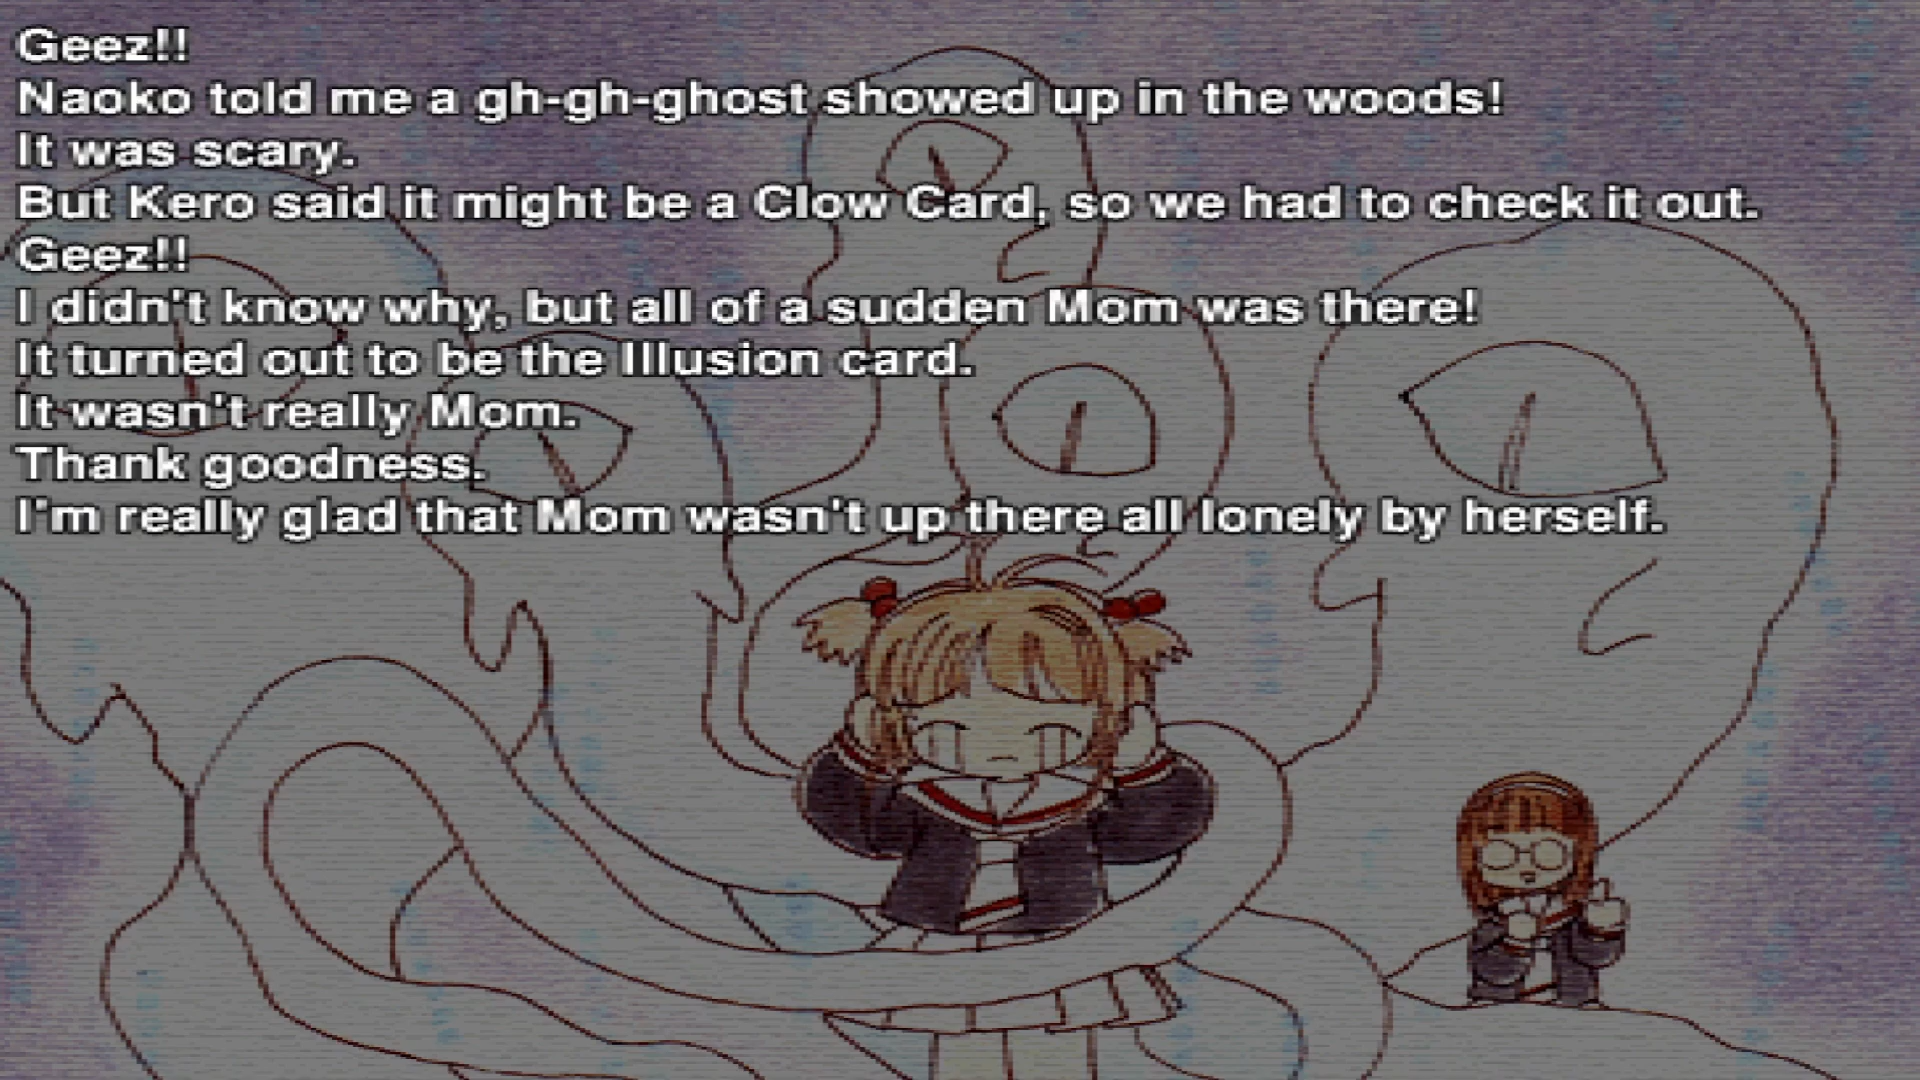 Geez!!
Naoko told me a gh-gh-ghost showed up in the woods!
It was scary.
But Kero said it might be a Clow Card, so we had to check it out.
Geez!!
I didn't know why, but all of a sudden Mom was there!
It turned out to be the Illusion card.
It wasn't really Mom.
Thank goodness.
I'm really glad that Mom wasn't up there all lonely by herself.